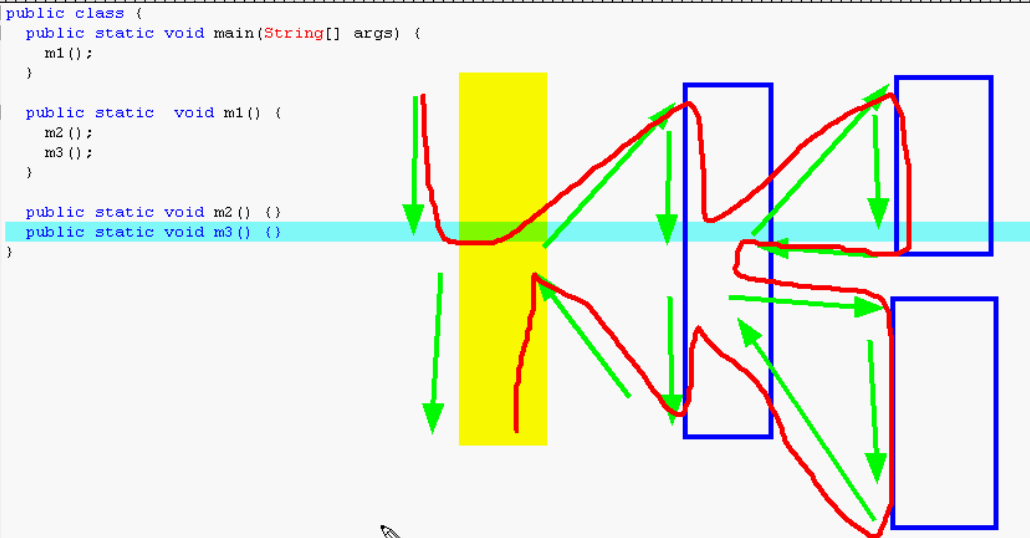 public class {
public static void main(String[] args) {
m1();
}
public static  void m1() {
m2();
m3();
}
public static void m2() {}
public static void m3() {}
}